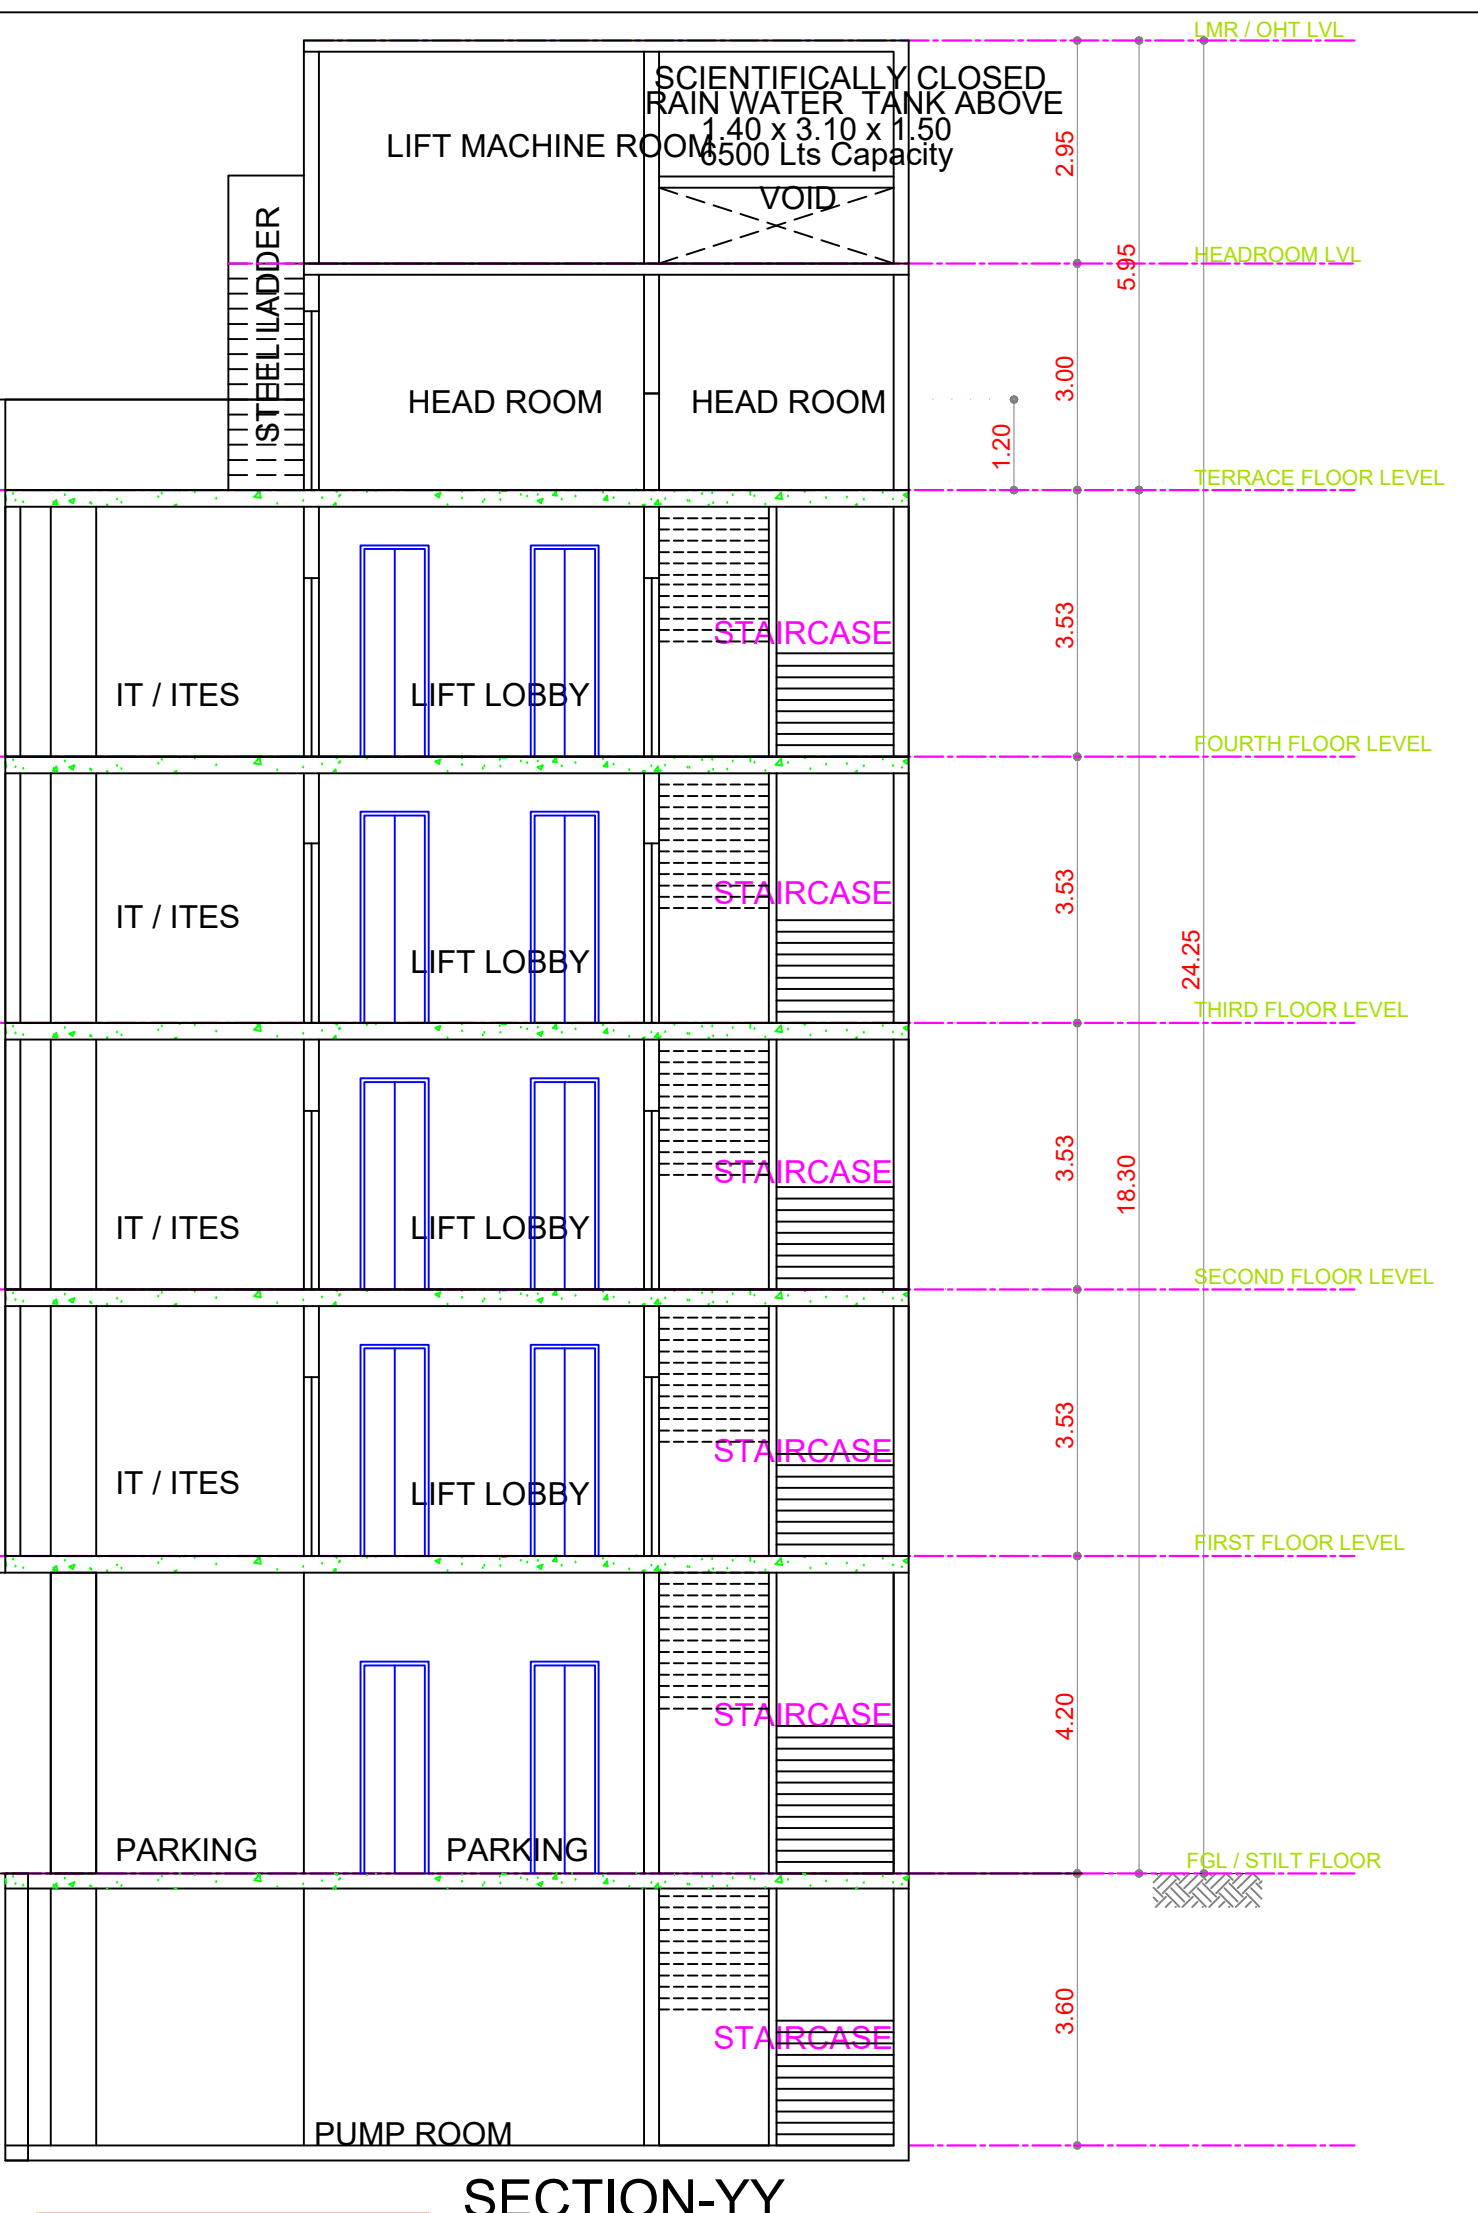 LMR / OHT LVL
SCIENTIFICALLY CLOSED
RAIN WATER TANK ABOVE
1.40 x 3.10 x 1.50
6500 Lts Capacity
LIFT MACHINE ROOM
2.95
VOID
STEEL LADDER
HEADROOM LVL
5.95
3.00
HEAD ROOM
HEAD ROOM
1.20
TERRACE FLOOR LEVEL
3.53
STAIRCASE
IT / ITES
LIFT LOBBY
FOURTH FLOOR LEVEL
3.53
STAIRCASE
IT / ITES
LIFT LOBBY
24.25
THIRD FLOOR LEVEL
3.53
STAIRCASE
18.30
IT / ITES
LIFT LOBBY
SECOND FLOOR LEVEL
3.53
STAIRCASE
IT / ITES
LIFT LOBBY
FIRST FLOOR LEVEL
4.20
STAIRCASE
PARKING
PARKING
FGL / STILT FLOOR
3.60
STAIRCASE
PUMP ROOM
SECTION-YY